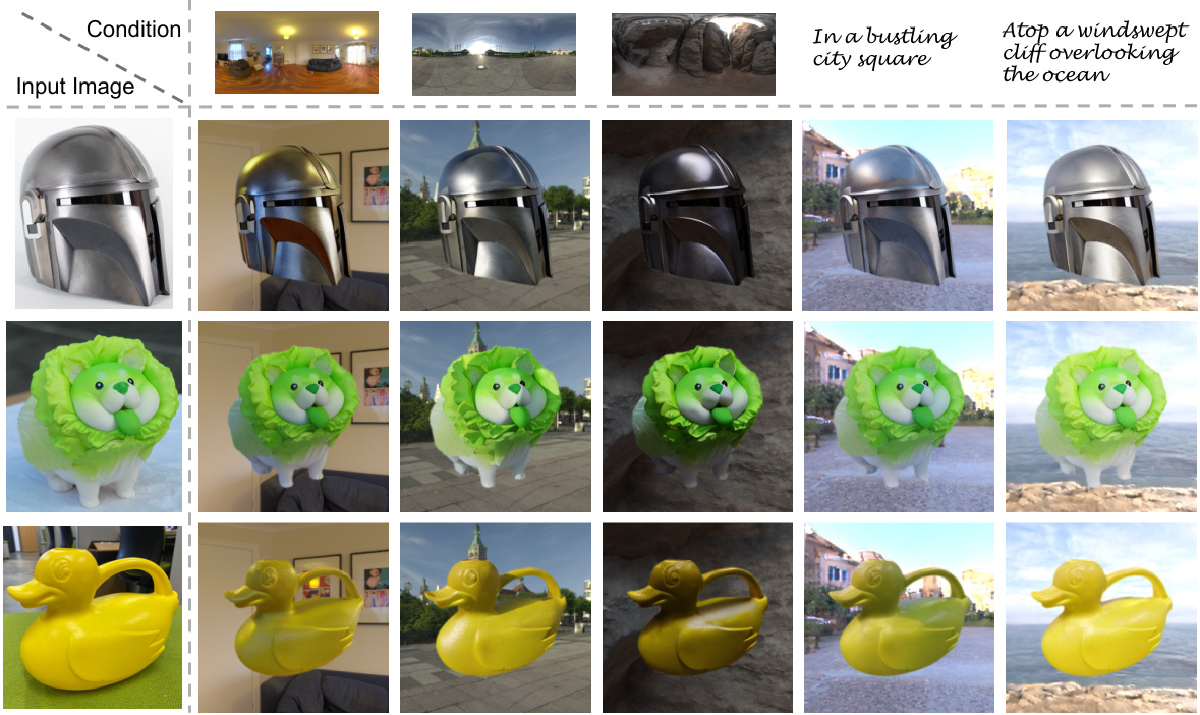 Condition
Input Image
In a bustling
city square
Atop a windswept
cliff overlooking
the ocean